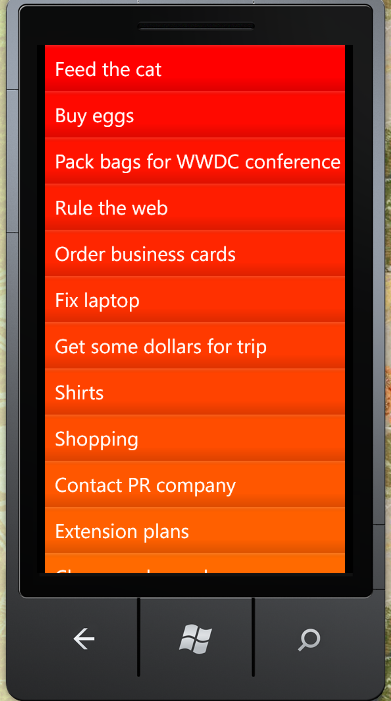 Feed the cat
Buy eggs
Pack bags for WWDC conference
Rule the web
Order business cards
Fix laptop
Get some dollars for trip
Shirts
Shopping
Contact PR company
Extension plans